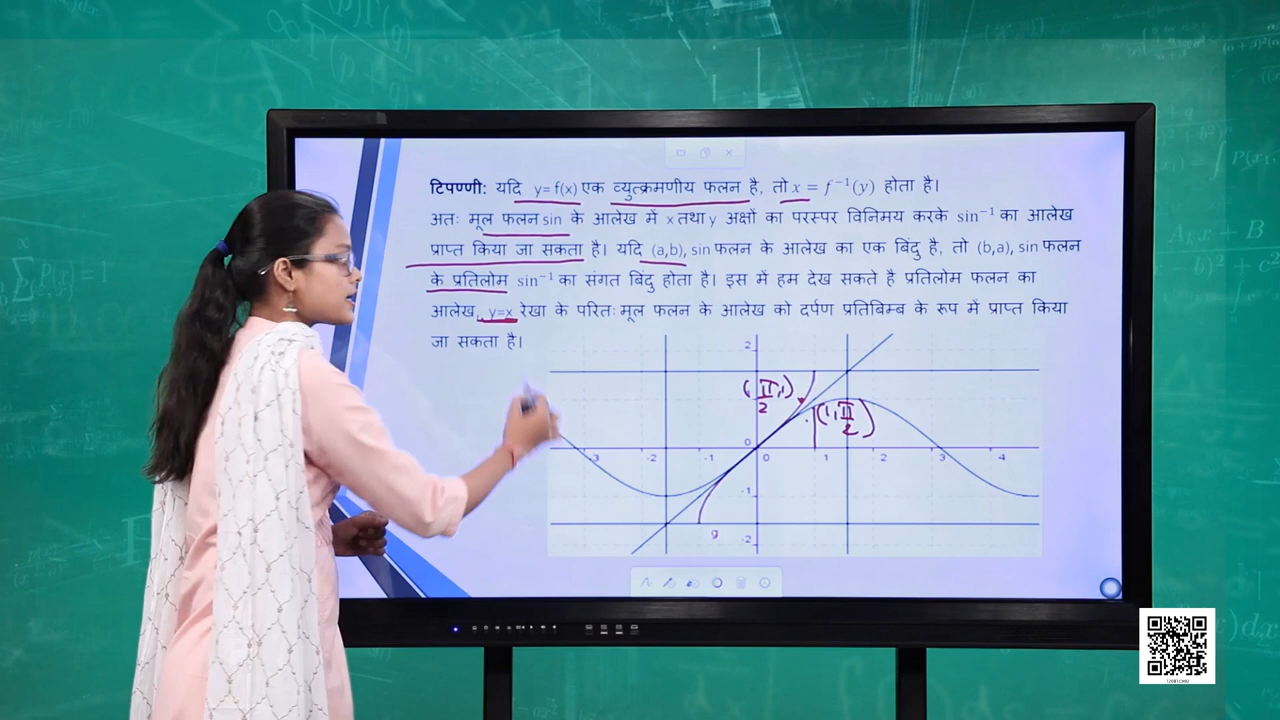 टिपण्णी: यदि y= f(x) एक व्युत्क्रमणीय फलन है, तो x = f⁻¹(y) होता है।
अतः मूल फलन sin के आलेख में x तथा y अक्षों का परस्पर विनिमय करके sin⁻¹ का आलेख
प्राप्त किया जा सकता है। यदि (a,b), sin फलन के आलेख का एक बिंदु है, तो (b,a), sin फलन
के प्रतिलोम sin⁻¹ का संगत बिंदु होता है। इस में हम देख सकते है प्रतिलोम फलन का
आलेख, y=x रेखा के परितः मूल फलन के आलेख को दर्पण प्रतिबिम्ब के रूप में प्राप्त किया
जा सकता है।
2
(π/2,1)
(1,π/2)
0
-3 -2 -1 0 1 2 3 4
-1
g
-2
12081CH02